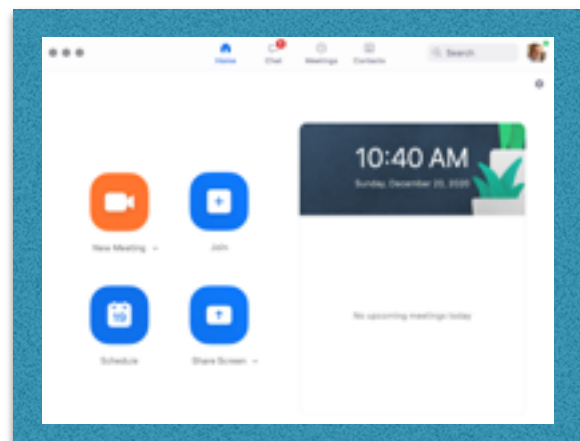 Home
Chat
Meetings
Contacts
Search
10:40 AM
Sunday, December 20, 2020
New Meeting
Join
19
Schedule
Share Screen
No upcoming meetings today